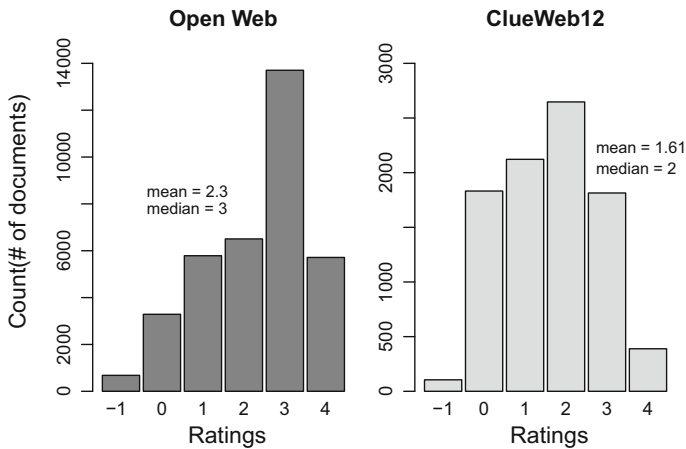 Open Web
Count(# of documents)
14000
10000
6000
2000
0
mean = 2.3
median = 3
−1 0 1 2 3 4
Ratings
ClueWeb12
3000
2000
1000
500
0
mean = 1.61
median = 2
−1 0 1 2 3 4
Ratings